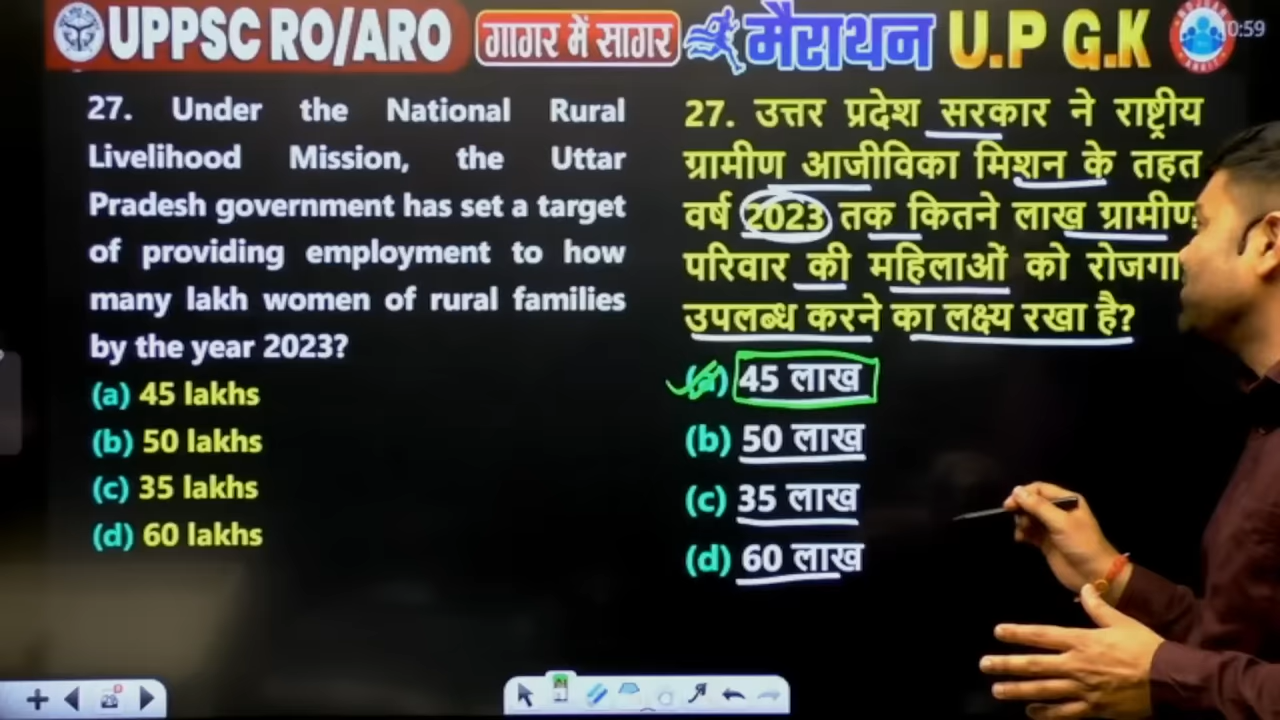 UPPSC RO/ARO गागर में सागर मैराथन U.P G.K
27. Under the National Rural
Livelihood Mission, the Uttar
Pradesh government has set a target
of providing employment to how
many lakh women of rural families
by the year 2023?
(a) 45 lakhs
(b) 50 lakhs
(c) 35 lakhs
(d) 60 lakhs
27. उत्तर प्रदेश सरकार ने राष्ट्रीय
ग्रामीण आजीविका मिशन के तहत
वर्ष 2023 तक कितने लाख ग्रामीण
परिवार की महिलाओं को
उपलब्ध करने का लक्ष्य रखा है?
(a) 45 लाख
(b) 50 लाख
(c) 35 लाख
(d) 60 लाख